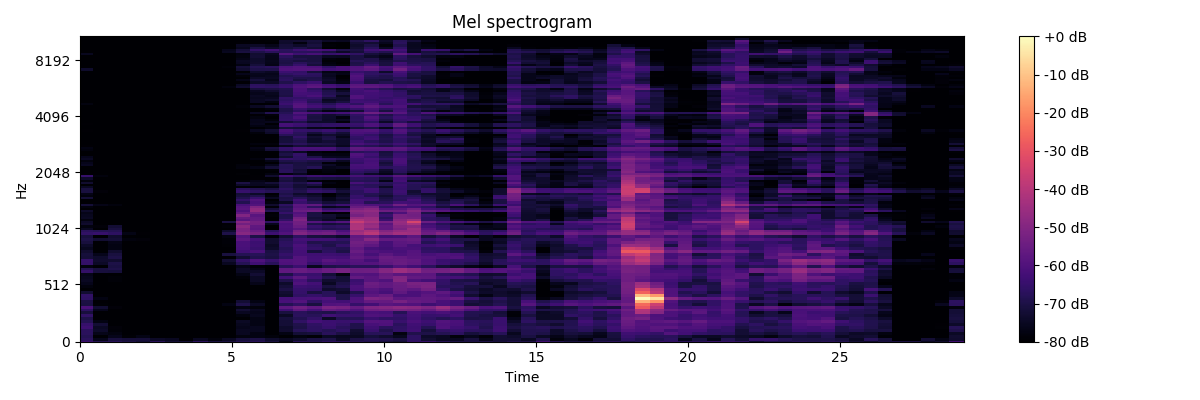 Mel spectrogram
Hz
8192
4096
2048
1024
512
0
0 5 10 15 20 25
Time
+0 dB
-10 dB
-20 dB
-30 dB
-40 dB
-50 dB
-60 dB
-70 dB
-80 dB